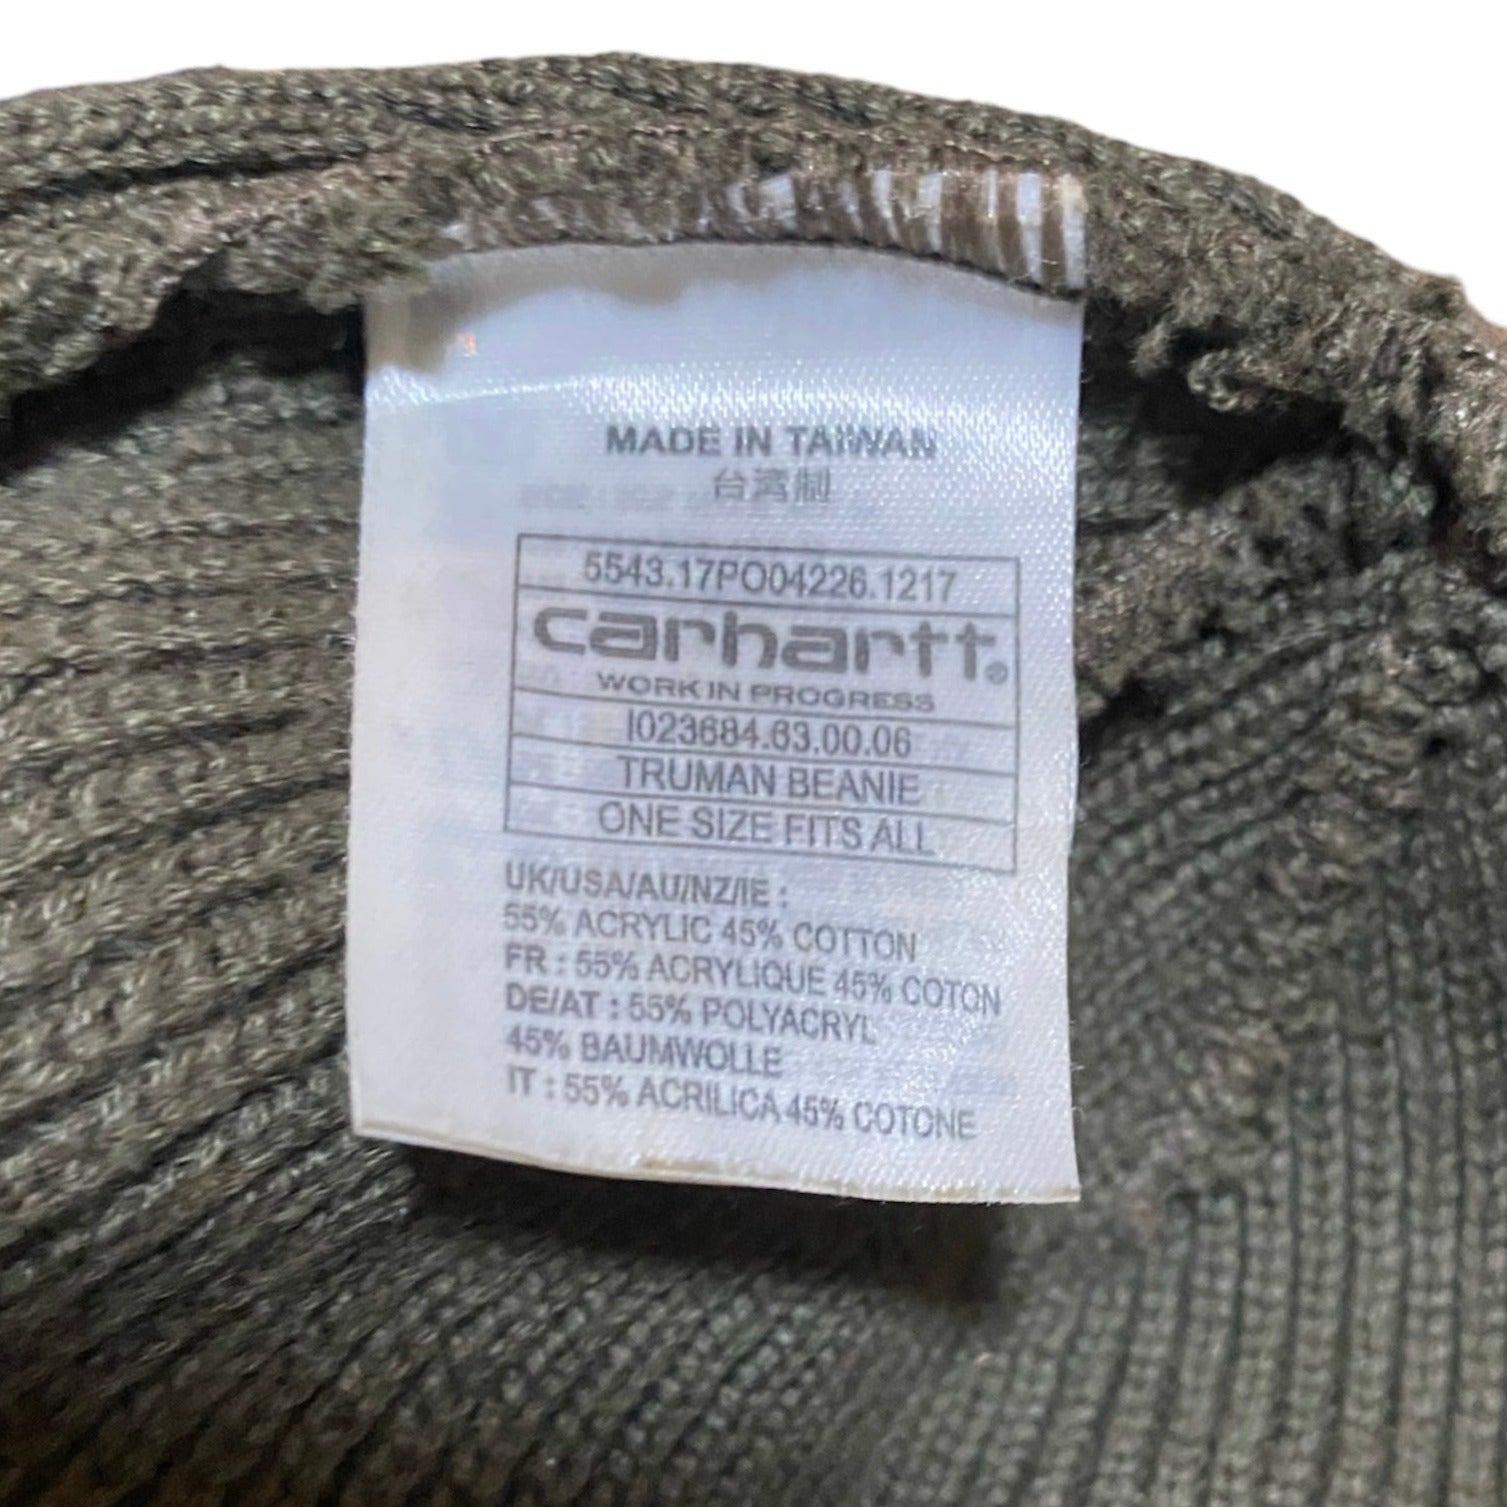 MADE IN TAIWAN
台湾制
5543.17PO04226.1217
carhartt®
WORK IN PROGRESS
I023684.63.00.06
TRUMAN BEANIE
ONE SIZE FITS ALL
UK/USA/AU/NZ/IE :
55% ACRYLIC 45% COTTON
FR : 55% ACRYLIQUE 45% COTON
DE/AT : 55% POLYACRYL
45% BAUMWOLLE
IT : 55% ACRILICA 45% COTONE